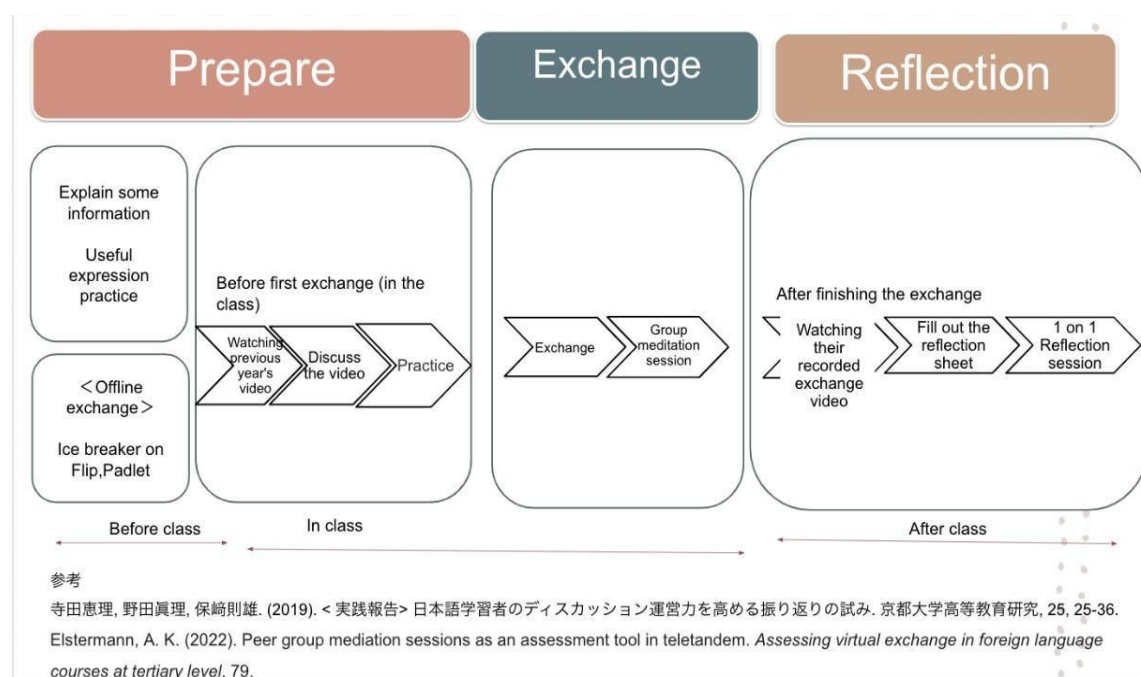 Prepare
Exchange
Reflection
Explain some
information
Useful
expression
practice
＜Offline
exchange＞
Ice breaker on
Flip,Padlet
Before first exchange (in the
class)
Watching
previous
year's
video
Discuss
the video
Practice
Exchange
Group
meditation
session
After finishing the exchange
Watching
their
recorded
exchange
video
Fill out the
reflection
sheet
1 on 1
Reflection
session
Before class
In class
After class
参考
寺田恵理, 野田眞理, 保﨑則雄. (2019). < 実践報告> 日本語学習者のディスカッション運営力を高める振り返りの試み. 京都大学高等教育研究, 25, 25-36.
Elstermann, A. K. (2022). Peer group mediation sessions as an assessment tool in teletandem. Assessing virtual exchange in foreign language
courses at tertiary level, 79.